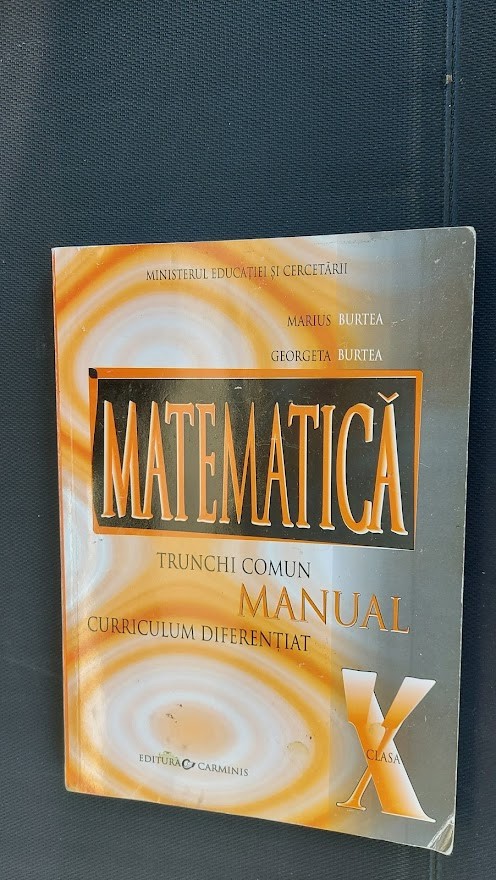 MINISTERUL EDUCAȚIEI ȘI CERCETĂRII
MARIUS BURTEA
GEORGETA BURTEA
MATEMATICĂ
TRUNCHI COMUN
MANUAL
CURRICULUM DIFERENȚIAT
X
CLASA
EDITURA CARMINIS